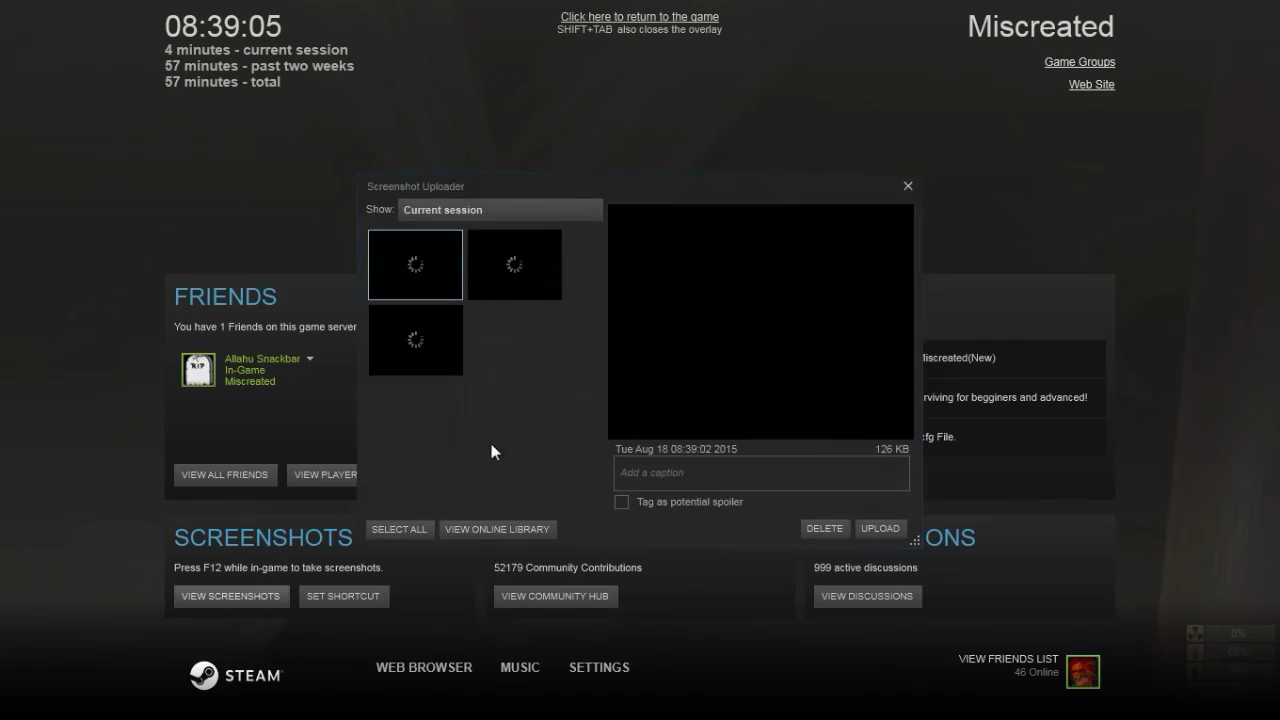 08:39:05
4 minutes - current session
57 minutes - past two weeks
57 minutes - total
Click here to return to the game
SHIFT+TAB also closes the overlay
Miscreated
Game Groups
Web Site
Screenshot Uploader
Show: Current session
Tue Aug 18 08:39:02 2015 126 KB
Add a caption
Tag as potential spoiler
SELECT ALL VIEW ONLINE LIBRARY DELETE UPLOAD
FRIENDS
You have 1 Friends on this game server
RIP
Allahu Snackbar
In-Game
Miscreated
VIEW ALL FRIENDS VIEW PLAYER
iscreated(New)
rviving for begginers and advanced!
cfg File.
SCREENSHOTS
Press F12 while in-game to take screenshots.
VIEW SCREENSHOTS SET SHORTCUT
52179 Community Contributions
VIEW COMMUNITY HUB
ONS
999 active discussions
VIEW DISCUSSIONS
STEAM
WEB BROWSER MUSIC SETTINGS
VIEW FRIENDS LIST
46 Online
0%